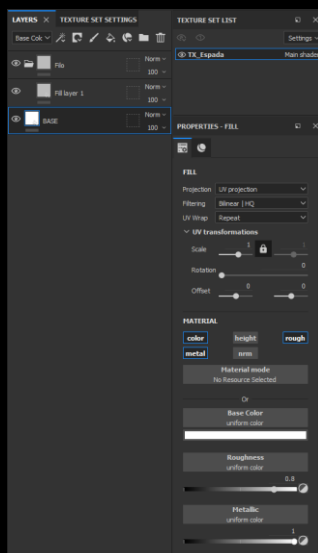 LAYERS
TEXTURE SET SETTINGS
Base Colc
Norm
100
Filo
Norm
100
Fill layer 1
Norm
100
BASE
TEXTURE SET LIST
Settings
TX_Espada
Main shader
PROPERTIES - FILL
FILL
Projection
UV projection
Filtering
Bilinear | HQ
UV Wrap
Repeat
UV transformations
Scale
1
1
Rotation
0
Offset
0
0
MATERIAL
color
height
rough
metal
nrm
Material mode
No Resource Selected
Or
Base Color
uniform color
Roughness
uniform color
0.8
Metallic
uniform color
1